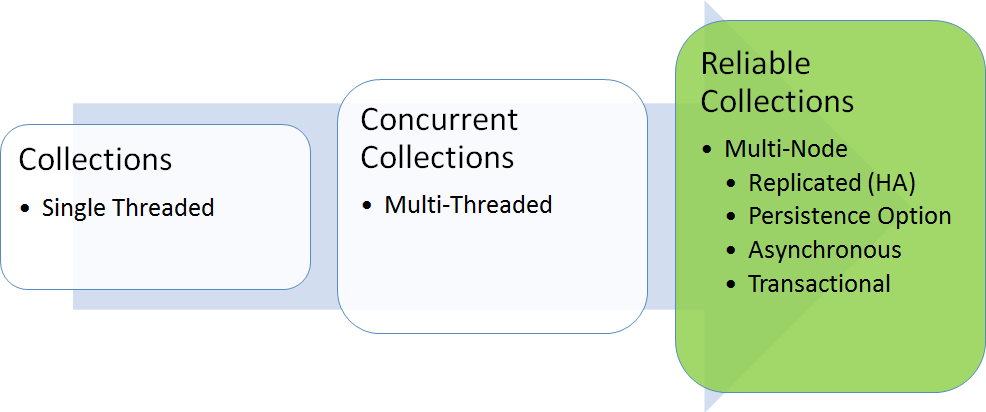 Collections
• Single Threaded
Concurrent
Collections
• Multi-Threaded
Reliable
Collections
• Multi-Node
• Replicated (HA)
• Persistence Option
• Asynchronous
• Transactional